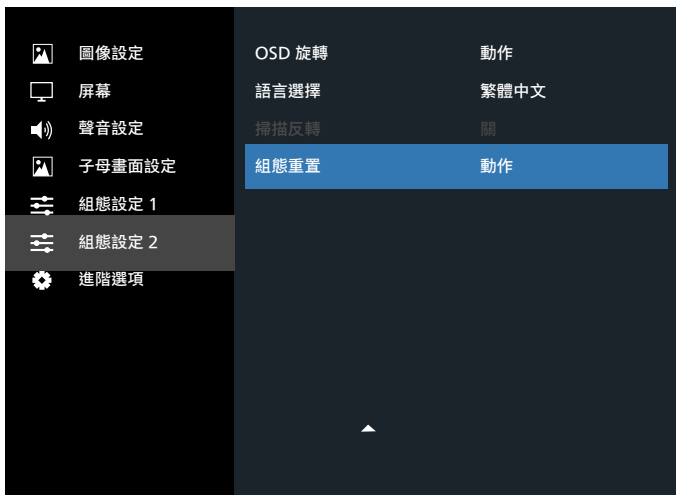 圖像設定
屏幕
聲音設定
子母畫面設定
組態設定 1
組態設定 2
進階選項
OSD 旋轉 動作
語言選擇 繁體中文
掃描反轉 關
組態重置 動作